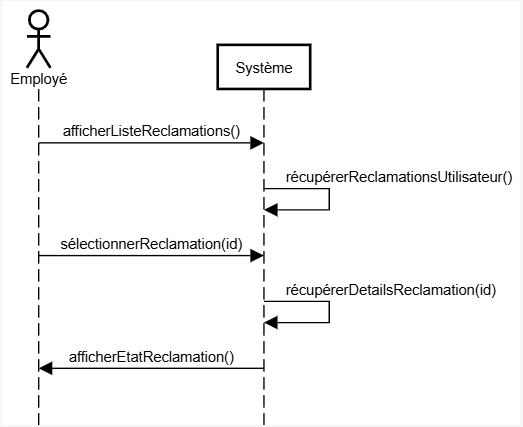 Employé
Système
afficherListeReclamations()
récupérerReclamationsUtilisateur()
sélectionnerReclamation(id)
récupérerDetailsReclamation(id)
afficherEtatReclamation()